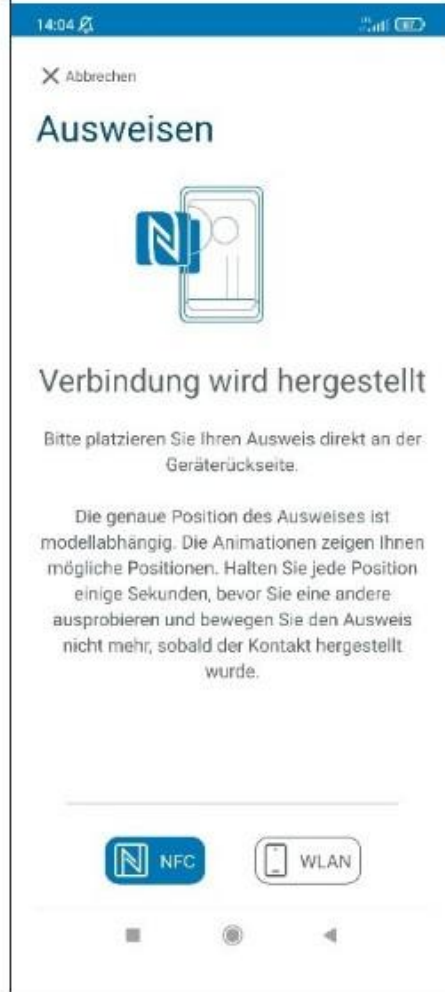 14:04
Abbrechen
Ausweisen
Verbindung wird hergestellt
Bitte platzieren Sie Ihren Ausweis direkt an der
Geräterückseite.
Die genaue Position des Ausweises ist
modellabhängig. Die Animationen zeigen Ihnen
mögliche Positionen. Halten Sie jede Position
einige Sekunden, bevor Sie eine andere
ausprobieren und bewegen Sie den Ausweis
nicht mehr, sobald der Kontakt hergestellt
wurde.
NFC
WLAN